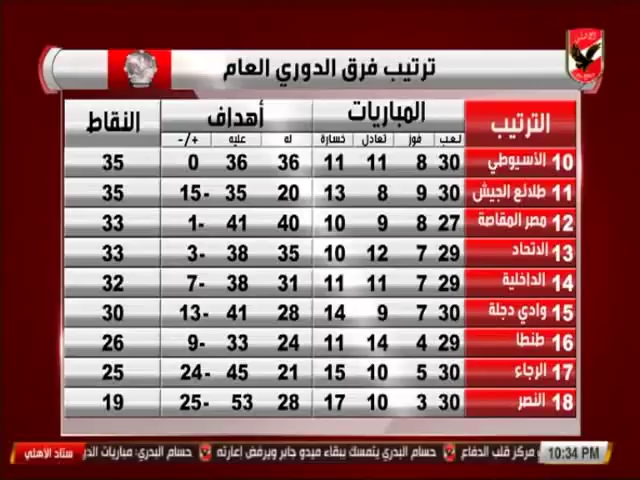 ترتيب فرق الدوري العام
الترتيب المباريات أهداف النقاط
لعب فوز تعادل خسارة له عليه +/-
10 الأسيوطي 30 8 11 11 36 36 0 35
11 طلائع الجيش 30 9 8 13 20 35 15- 35
12 مصر المقاصة 27 8 9 10 40 41 1- 33
13 الاتحاد 29 7 12 10 35 38 3- 33
14 الداخلية 29 7 11 11 31 38 7- 32
15 وادي دجلة 30 7 9 14 28 41 13- 30
16 طنطا 29 4 14 11 24 33 9- 26
17 الرجاء 30 5 10 15 21 45 24- 25
18 النصر 30 3 10 17 28 53 25- 19
10:34 PM مركز قلب الدفاع حسام البدري يتمسك ببقاء ميدو جابر ويرفض إعارته حسام البدري: مباريات ستاد الأهلي